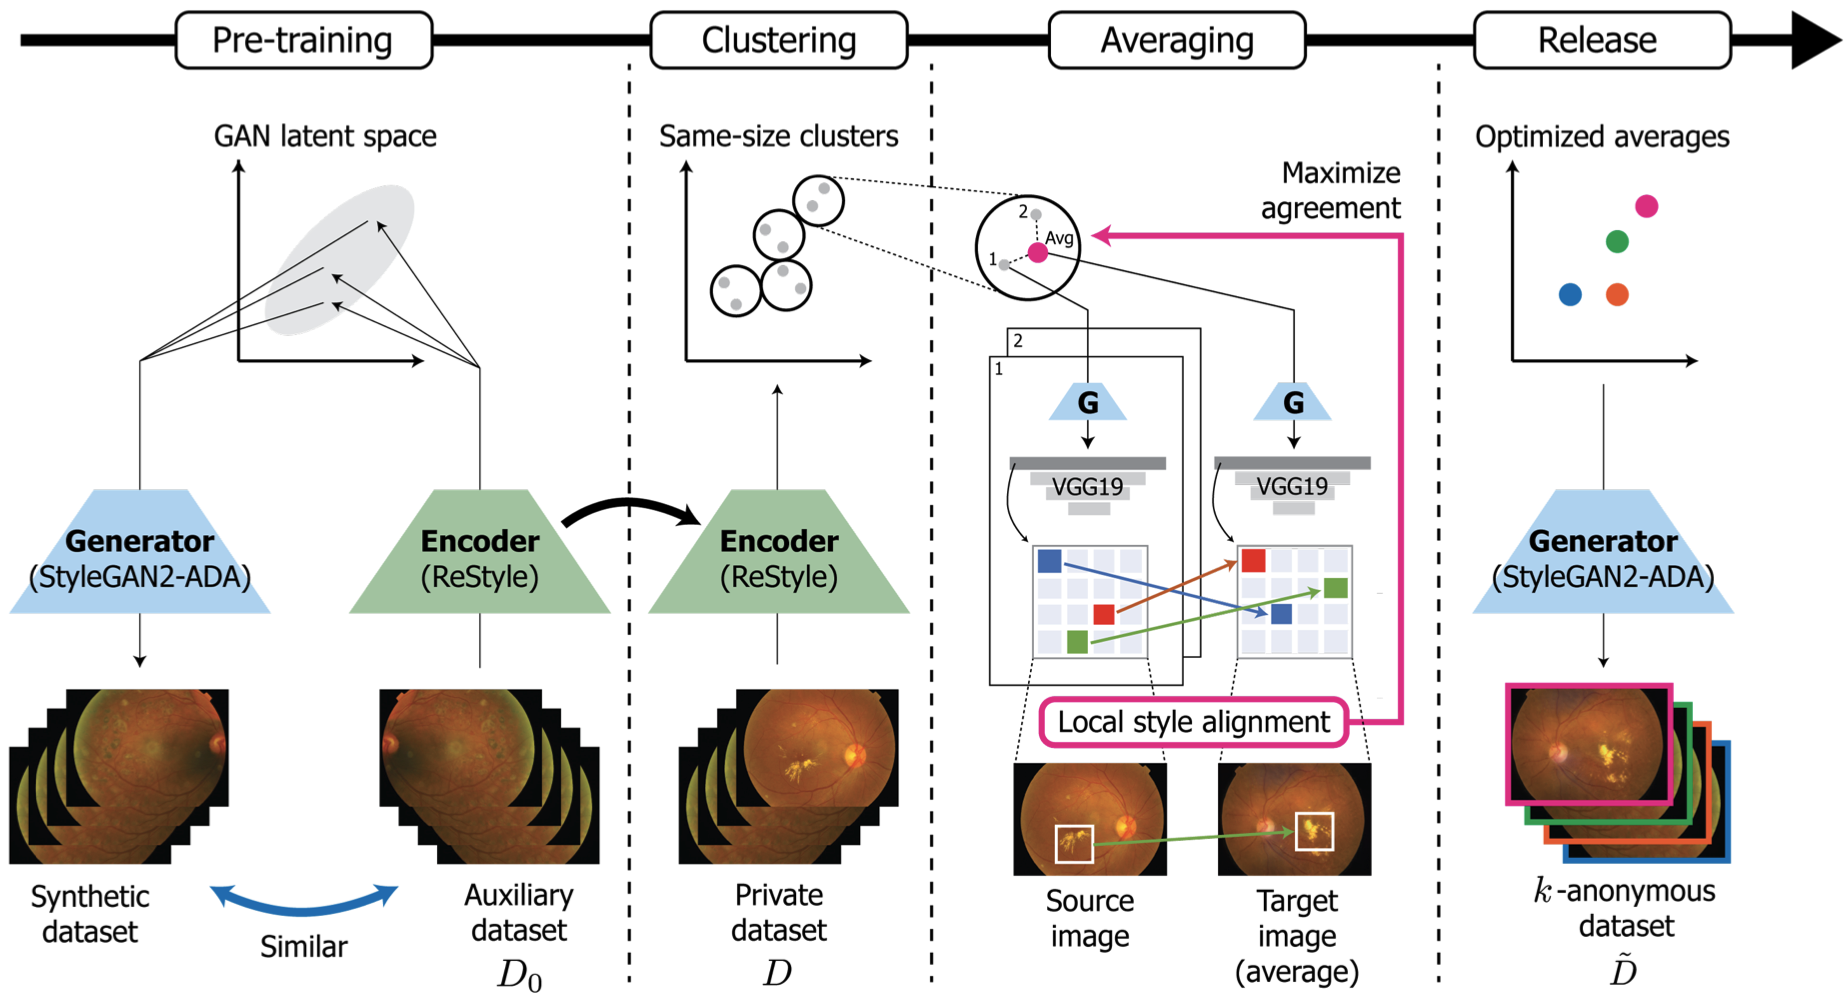 Pre-training
Clustering
Averaging
Release
GAN latent space
Generator
(StyleGAN2-ADA)
Encoder
(ReStyle)
Synthetic
dataset
Similar
Auxiliary
dataset
D₀
Same-size clusters
Encoder
(ReStyle)
Private
dataset
D
Maximize
agreement
2
Avg
1
2
1
G
G
VGG19
VGG19
Local style alignment
Source
image
Target
image
(average)
Optimized averages
Generator
(StyleGAN2-ADA)
k-anonymous
dataset
D̃